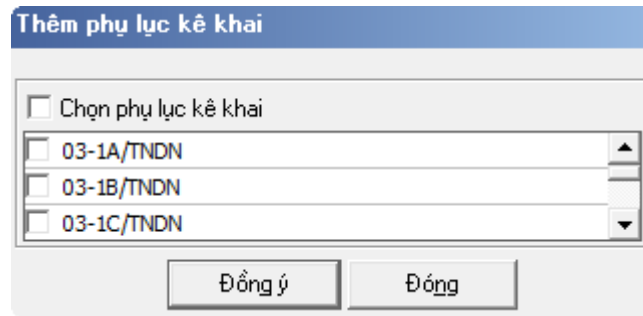 Thêm phụ lục kê khai
Chọn phụ lục kê khai
03-1A/TNDN
03-1B/TNDN
03-1C/TNDN
Đồng ý Đóng